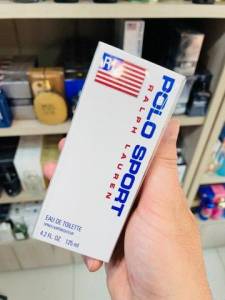 RL
POLO SPORT
RALPH LAUREN
EAU DE TOILETTE
4.2 FL. OZ. 125 ml